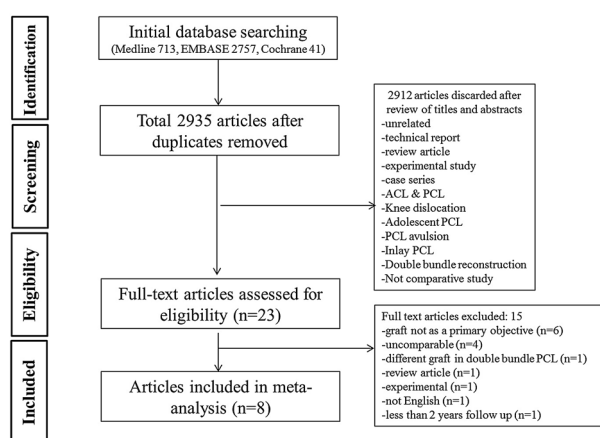 Identification
Initial database searching
(Medline 713, EMBASE 2757, Cochrane 41)
Screening
Total 2935 articles after
duplicates removed
2912 articles discarded after
review of titles and abstracts
-unrelated
-technical report
-review article
-experimental study
-case series
-ACL & PCL
-Knee dislocation
-Adolescent PCL
-PCL avulsion
-Inlay PCL
-Double bundle reconstruction
-Not comparative study
Eligibility
Full-text articles assessed for
eligibility (n=23)
Full text articles excluded: 15
-graft not as a primary objective (n=6)
-uncomparable (n=4)
-different graft in double bundle PCL (n=1)
-review article (n=1)
-experimental (n=1)
-not English (n=1)
-less than 2 years follow up (n=1)
Included
Articles included in meta-
analysis (n=8)